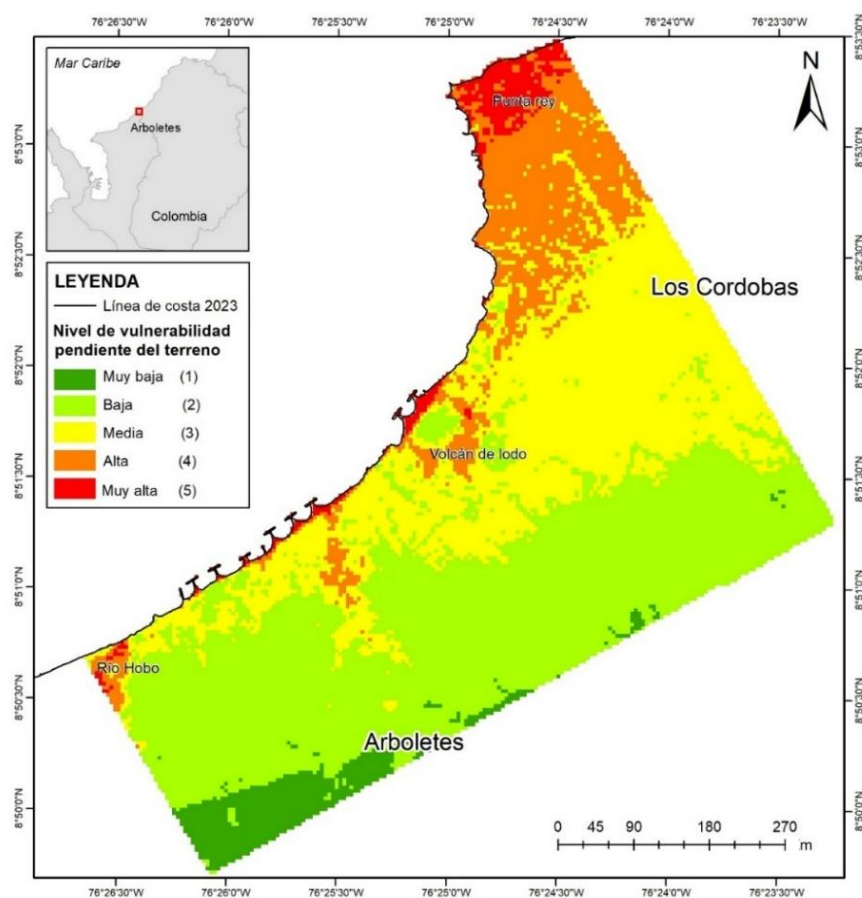 76°26'30"W 76°26'0"W 76°25'30"W 76°25'0"W 76°24'30"W 76°24'0"W 76°23'30"W
8°53'30"N
8°53'0"N 8°53'0"N
8°52'30"N 8°52'30"N
8°52'0"N 8°52'0"N
8°51'30"N 8°51'30"N
8°51'0"N 8°51'0"N
8°50'30"N 8°50'30"N
8°50'0"N 8°50'0"N
Mar Caribe
Arboletes
Colombia
N
LEYENDA
Línea de costa 2023
Nivel de vulnerabilidad
pendiente del terreno
Muy baja (1)
Baja (2)
Media (3)
Alta (4)
Muy alta (5)
Punta rey
Los Cordobas
Volcán de lodo
Río Hobo
Arboletes
0 45 90 180 270
m
76°26'30"W 76°26'0"W 76°25'30"W 76°25'0"W 76°24'30"W 76°24'0"W 76°23'30"W